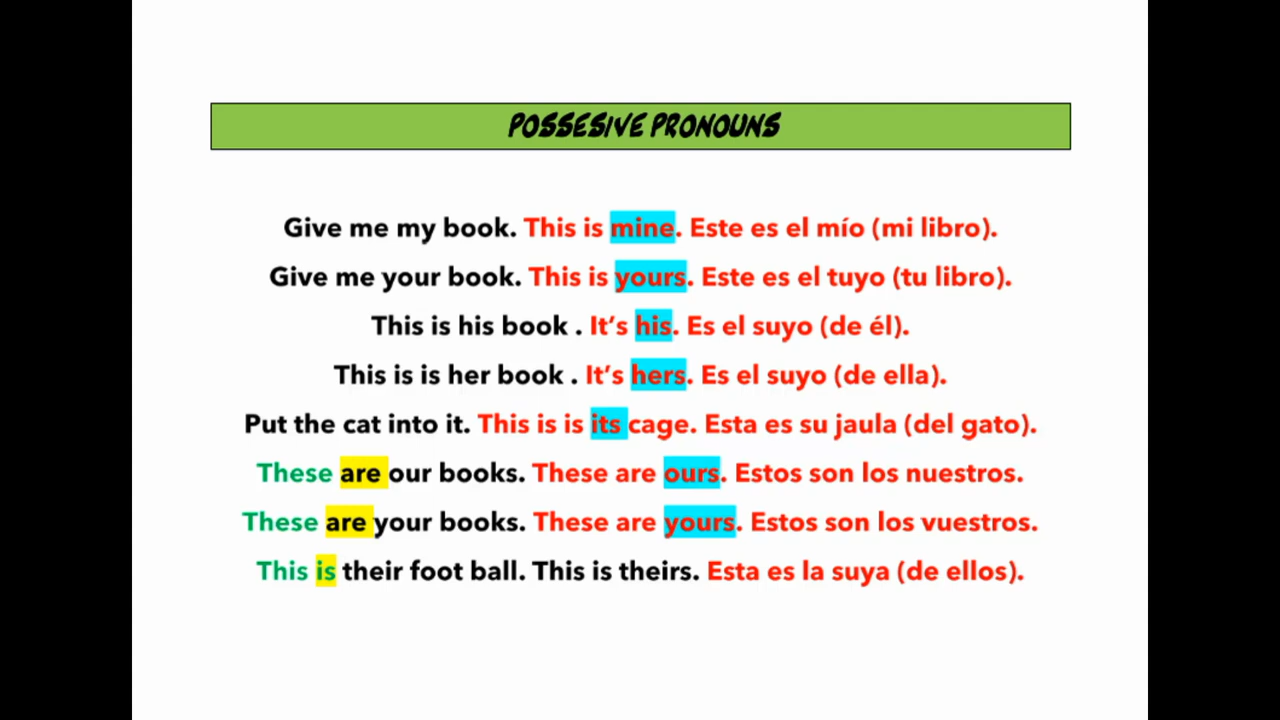 POSSESIVE PRONOUNS
Give me my book. This is mine. Este es el mío (mi libro).
Give me your book. This is yours. Este es el tuyo (tu libro).
This is his book . It’s his. Es el suyo (de él).
This is is her book . It’s hers. Es el suyo (de ella).
Put the cat into it. This is is its cage. Esta es su jaula (del gato).
These are our books. These are ours. Estos son los nuestros.
These are your books. These are yours. Estos son los vuestros.
This is their foot ball. This is theirs. Esta es la suya (de ellos).